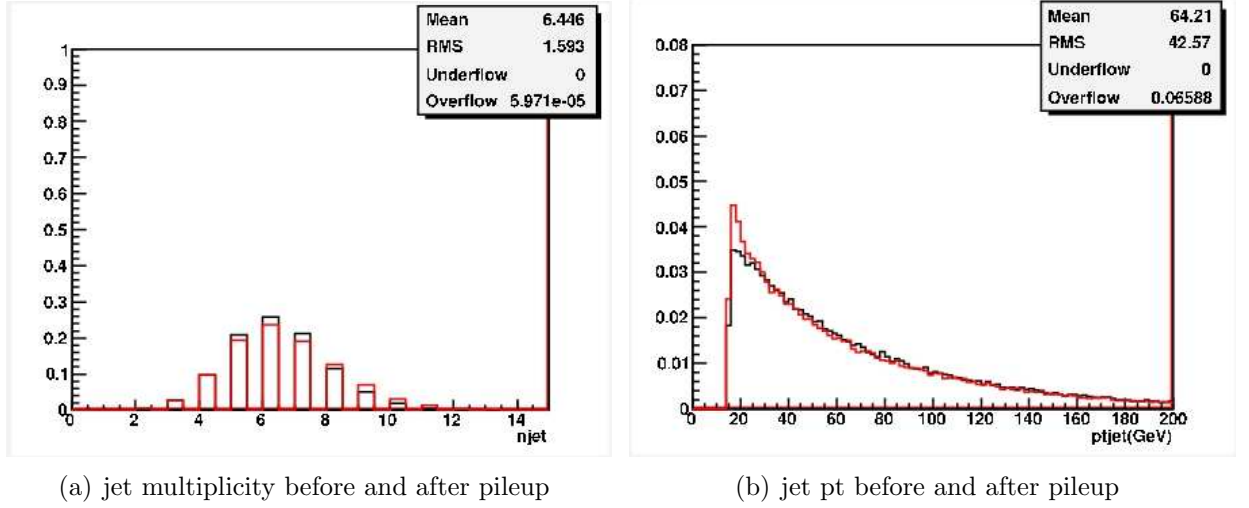 Mean 6.446
RMS 1.593
Underflow 0
Overflow 5.971e-05
1
0.9
0.8
0.7
0.6
0.5
0.4
0.3
0.2
0.1
0
0 2 4 6 8 10 12 14
njet
(a) jet multiplicity before and after pileup
Mean 64.21
RMS 42.57
Underflow 0
Overflow 0.06588
0.08
0.07
0.06
0.05
0.04
0.03
0.02
0.01
0
0 20 40 60 80 100 120 140 160 180 200
ptjet(GeV)
(b) jet pt before and after pileup